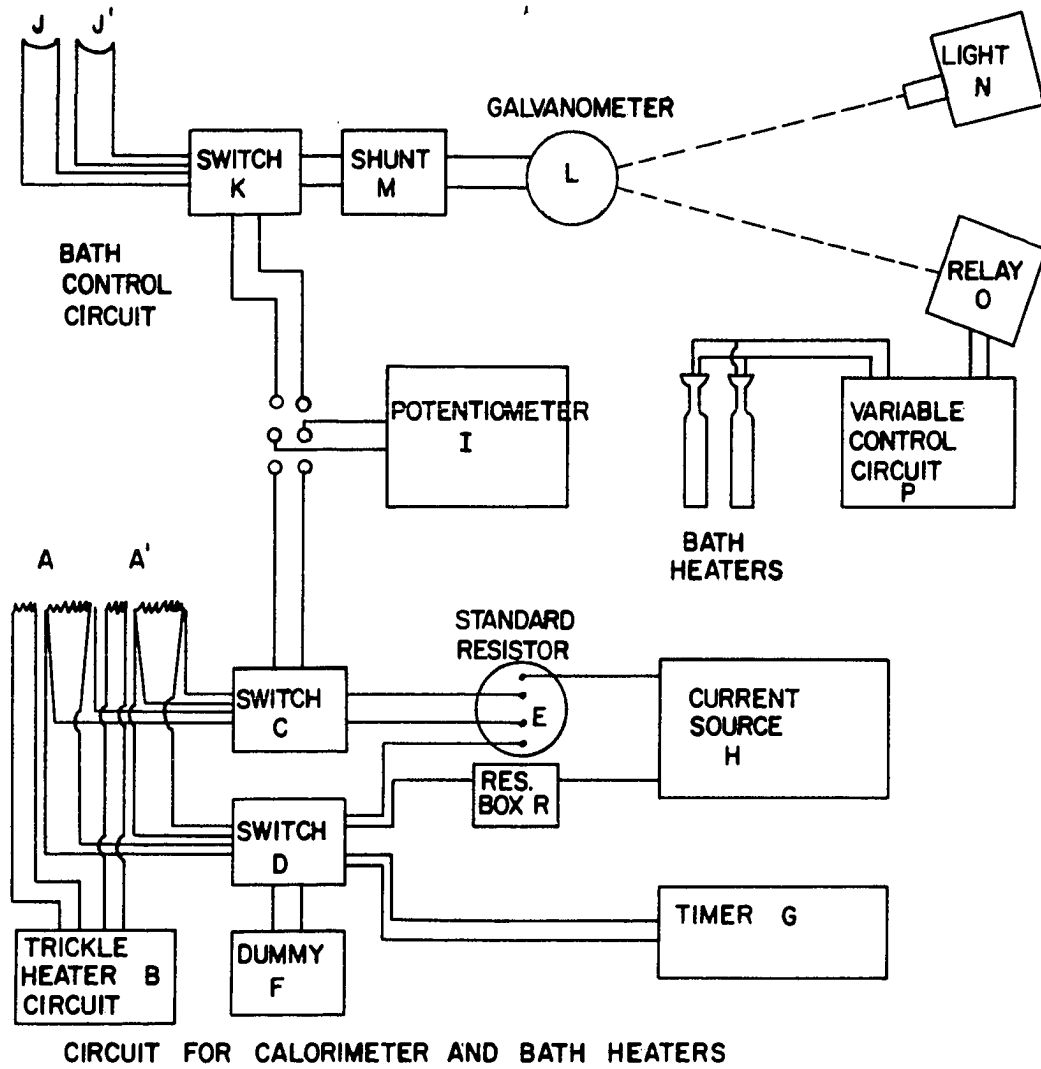 J J'
LIGHT
N
GALVANOMETER
SWITCH
K
SHUNT
M
L
BATH
CONTROL
CIRCUIT
RELAY
O
POTENTIOMETER
I
VARIABLE
CONTROL
CIRCUIT
P
BATH
HEATERS
A A'
STANDARD
RESISTOR
SWITCH
C
E
CURRENT
SOURCE
H
RES.
BOX R
SWITCH
D
TIMER G
TRICKLE
HEATER B
CIRCUIT
DUMMY
F
CIRCUIT FOR CALORIMETER AND BATH HEATERS